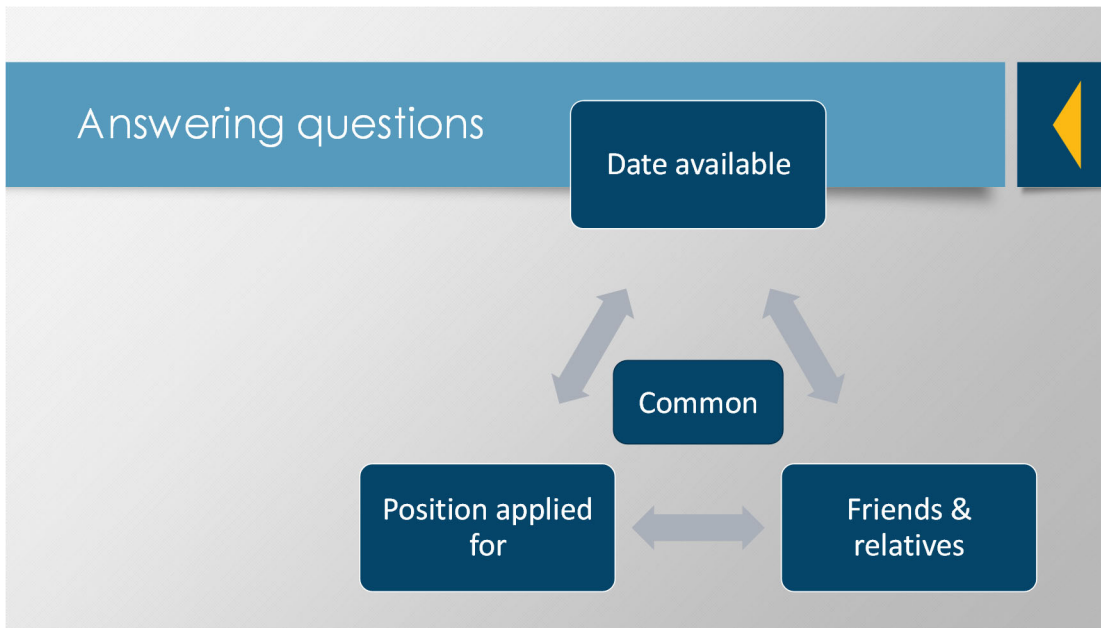 Answering questions
Date available
Common
Position applied
for
Friends &
relatives